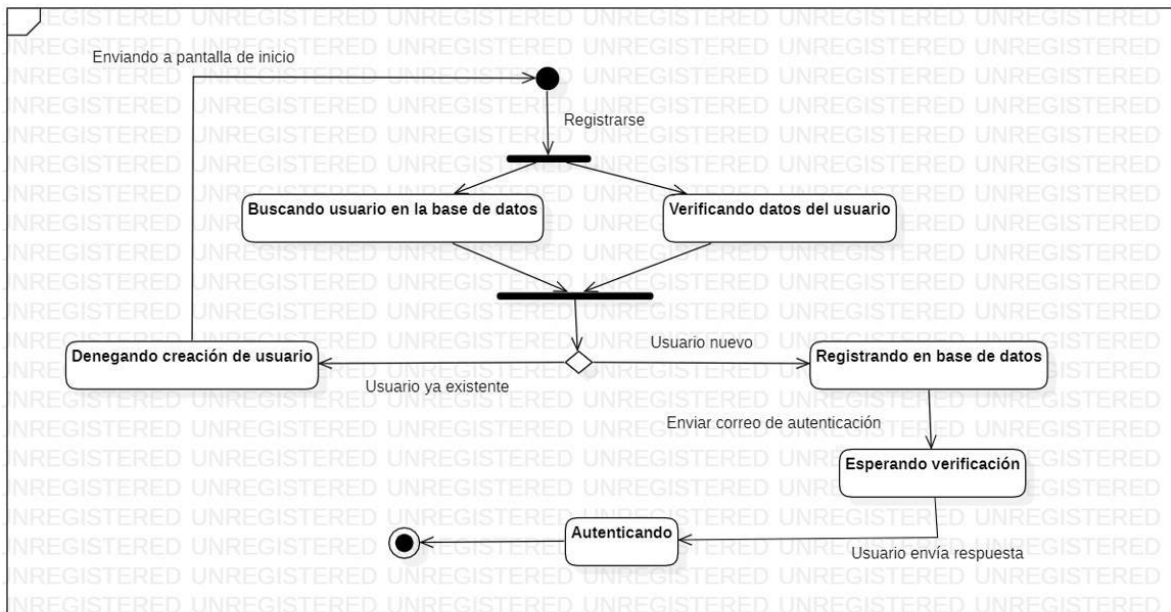 Enviando a pantalla de inicio
Registrarse
Buscando usuario en la base de datos
Verificando datos del usuario
Denegando creación de usuario
Usuario nuevo
Registrando en base de datos
Usuario ya existente
Enviar correo de autenticación
Esperando verificación
Autenticando
Usuario envía respuesta
UNREGISTERED